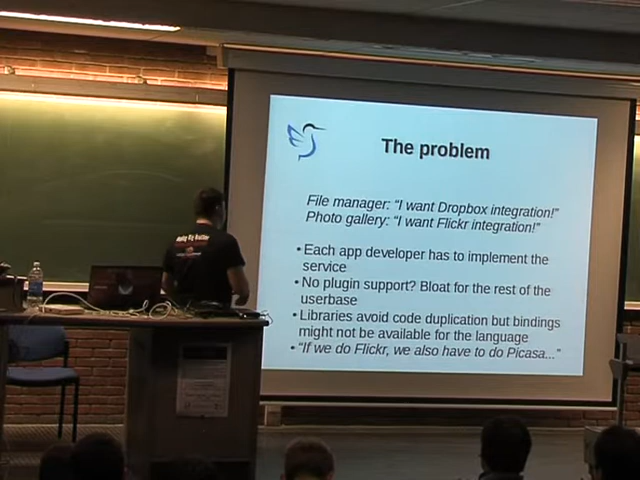 The problem
File manager: “I want Dropbox integration!”
Photo gallery: “I want Flickr integration!”
• Each app developer has to implement the
service
• No plugin support? Bloat for the rest of the
userbase
• Libraries avoid code duplication but bindings
might not be available for the language
• “If we do Flickr, we also have to do Picasa...”